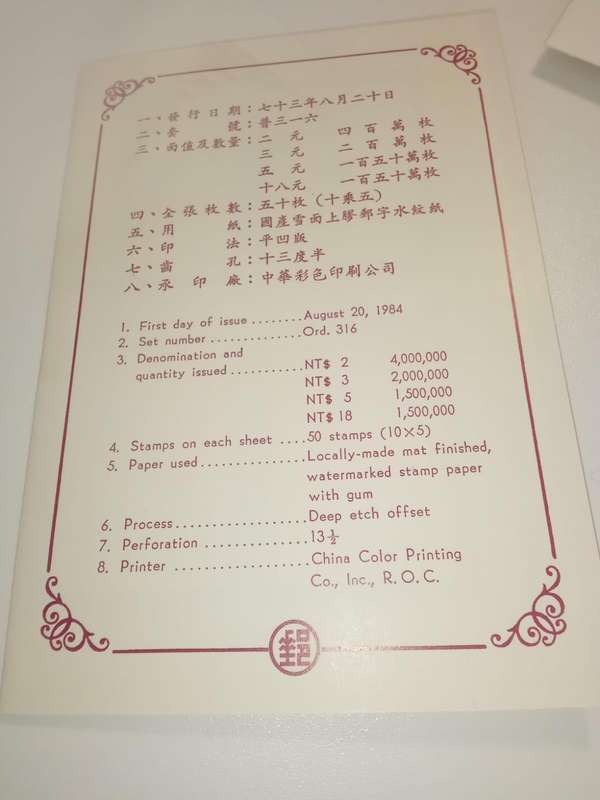 一、發行日期：七十三年八月二十日
二、套號：普三一六
三、面值及數量：二元 四百萬枚
三元 二百萬枚
五元 一百五十萬枚
十八元 一百五十萬枚
四、全張枚數：五十枚（十乘五）
五、用紙：國產雪面上膠郵字水紋紙
六、印法：平凹版
七、齒孔：十三度半
八、承印廠：中華彩色印刷公司
1. First day of issue ........August 20, 1984
2. Set number ..............Ord. 316
3. Denomination and
quantity issued...........NT$ 2 4,000,000
NT$ 3 2,000,000
NT$ 5 1,500,000
NT$ 18 1,500,000
4. Stamps on each sheet ....50 stamps (10×5)
5. Paper used...............Locally-made mat finished,
watermarked stamp paper
with gum
6. Process..................Deep etch offset
7. Perforation ..............13½
8. Printer ..................China Color Printing
Co., Inc., R. O. C.
郵